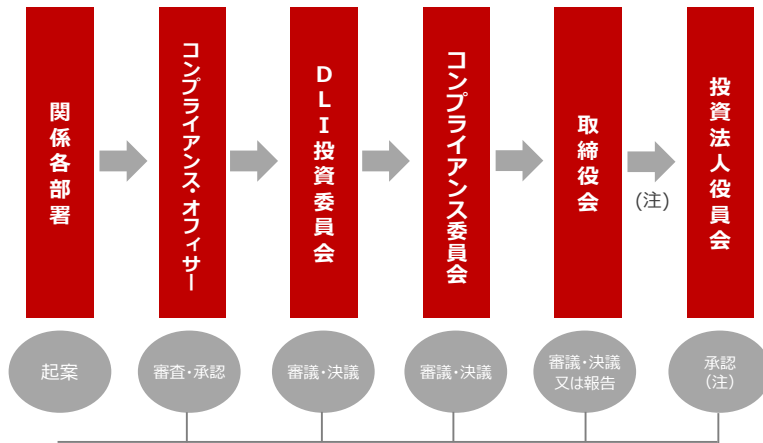 関係各部署
コンプライアンス・オフィサー
DLI投資委員会
コンプライアンス委員会
取締役会
(注)
投資法人役員会
起案
審査・承認
審議・決議
審議・決議
審議・決議
又は報告
承認
(注)